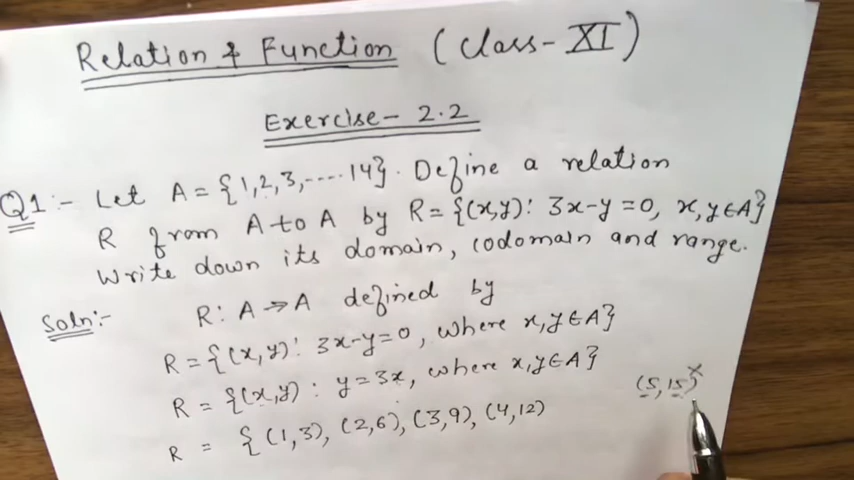 Relation & Function (Class-XI)
Exercise- 2.2
Q1:- Let A = {1,2,3,....14}. Define a relation
R from A to A by R = {(x,y): 3x-y=0, x,y∈A}
Write down its domain, codomain and range.
Soln:- R: A → A defined by
R = {(x,y): 3x-y=0, where x,y∈A}
R = {(x,y): y=3x, where x,y∈A}
(5,15)×
R = {(1,3), (2,6), (3,9), (4,12)